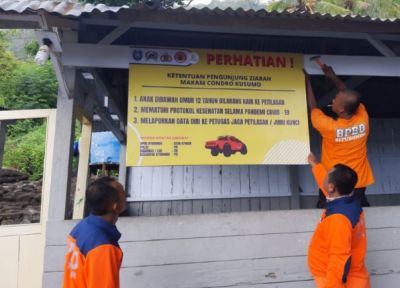 PERHATIAN !
KETENTUAN PENGUNJUNG ZIARAH
MAKAM CONDRO KUSUMO
1. ANAK DIBAWAH UMUR 12 TAHUN DILARANG NAIK KE PETILASAN
2. MEMATUHI PROTOKOL KESEHATAN SELAMA PANDEMI COVID - 19
3. MELAPORKAN DATA DIRI KE PETUGAS JAGA PETILASAN / JURU KUNCI
BPBD
SITUBONDO